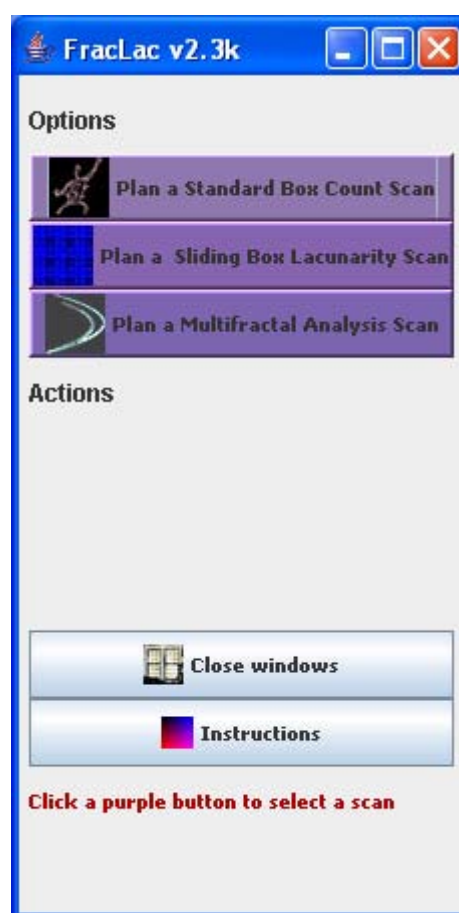 FracLac v2.3k
Options
Plan a Standard Box Count Scan
Plan a Sliding Box Lacunarity Scan
Plan a Multifractal Analysis Scan
Actions
Close windows
Instructions
Click a purple button to select a scan